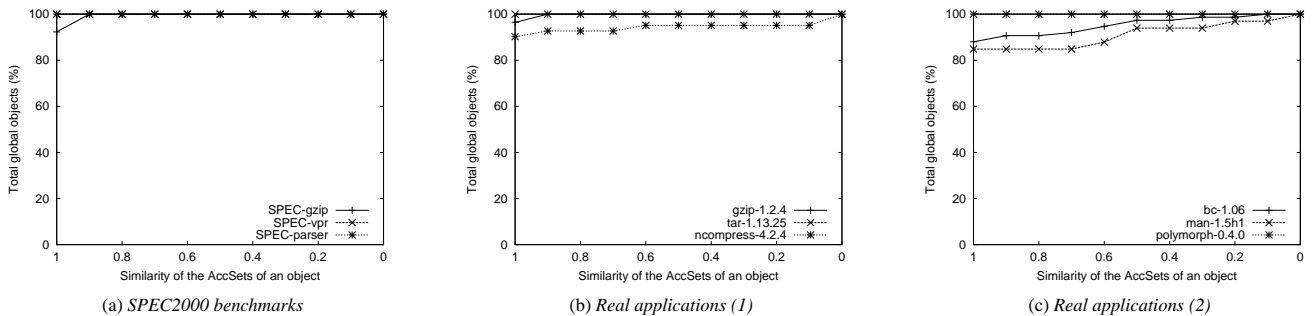 100
80
60
40
20
0
Total global objects (%)
SPEC-gzip
SPEC-vpr
SPEC-parser
1 0.8 0.6 0.4 0.2 0
Similarity of the AccSets of an object
(a) SPEC2000 benchmarks
100
80
60
40
20
0
Total global objects (%)
gzip-1.2.4
tar-1.13.25
ncompress-4.2.4
1 0.8 0.6 0.4 0.2 0
Similarity of the AccSets of an object
(b) Real applications (1)
100
80
60
40
20
0
Total global objects (%)
bc-1.06
man-1.5h1
polymorph-0.4.0
1 0.8 0.6 0.4 0.2 0
Similarity of the AccSets of an object
(c) Real applications (2)